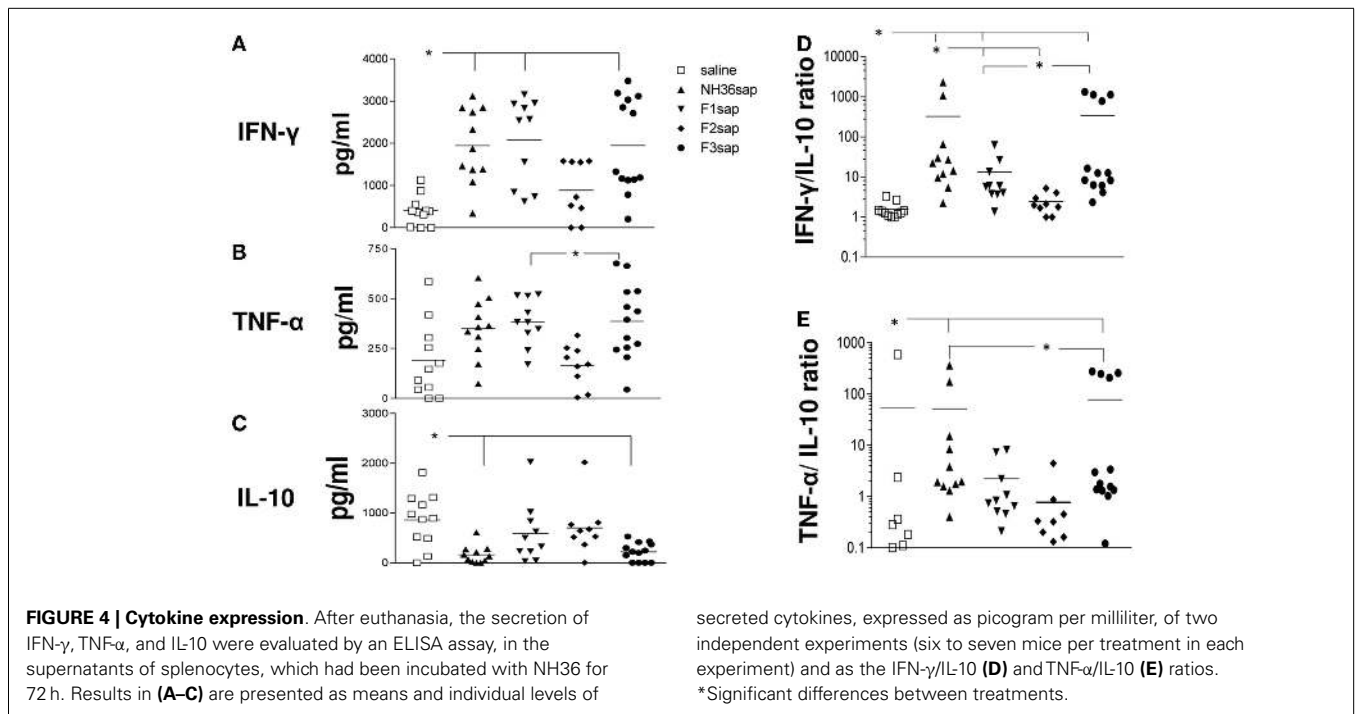 A
IFN-γ
pg/ml
4000
3000
2000
1000
0
*
□ saline
▲ NH36sap
▼ F1sap
◆ F2sap
● F3sap
B
TNF-α
pg/ml
750
500
250
0
*
C
IL-10
pg/ml
3000
2000
1000
0
*
D
IFN-γ/IL-10 ratio
10000
1000
100
10
1
0.1
*
*
*
E
TNF-α/ IL-10 ratio
1000
100
10
1
0.1
*
*
FIGURE 4 | Cytokine expression. After euthanasia, the secretion of
IFN-γ, TNF-α, and IL-10 were evaluated by an ELISA assay, in the
supernatants of splenocytes, which had been incubated with NH36 for
72 h. Results in (A–C) are presented as means and individual levels of
secreted cytokines, expressed as picogram per milliliter, of two
independent experiments (six to seven mice per treatment in each
experiment) and as the IFN-γ/IL-10 (D) and TNF-α/IL-10 (E) ratios.
*Significant differences between treatments.